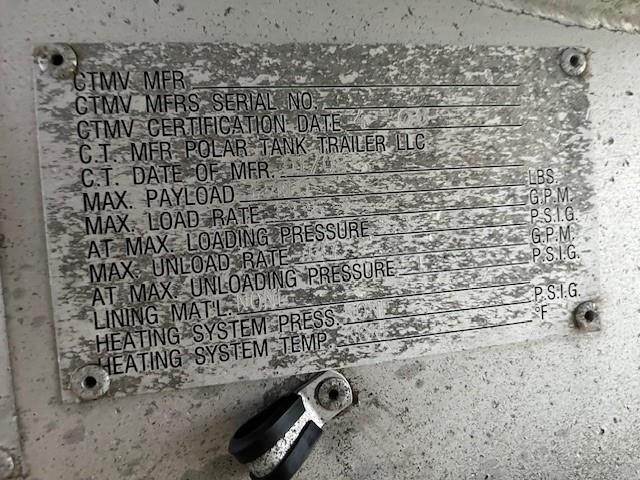 CTMV MFR
CTMV MFRS SERIAL NO.
CTMV CERTIFICATION DATE
C.T. MFR POLAR TANK TRAILER LLC
C.T. DATE OF MFR.
MAX. PAYLOAD LBS.
MAX. LOAD RATE G.P.M.
AT MAX. LOADING PRESSURE P.S.I.G.
MAX. UNLOAD RATE G.P.M.
AT MAX. UNLOADING PRESSURE P.S.I.G.
LINING MAT'L. NONE
HEATING SYSTEM PRESS. P.S.I.G.
HEATING SYSTEM TEMP °F